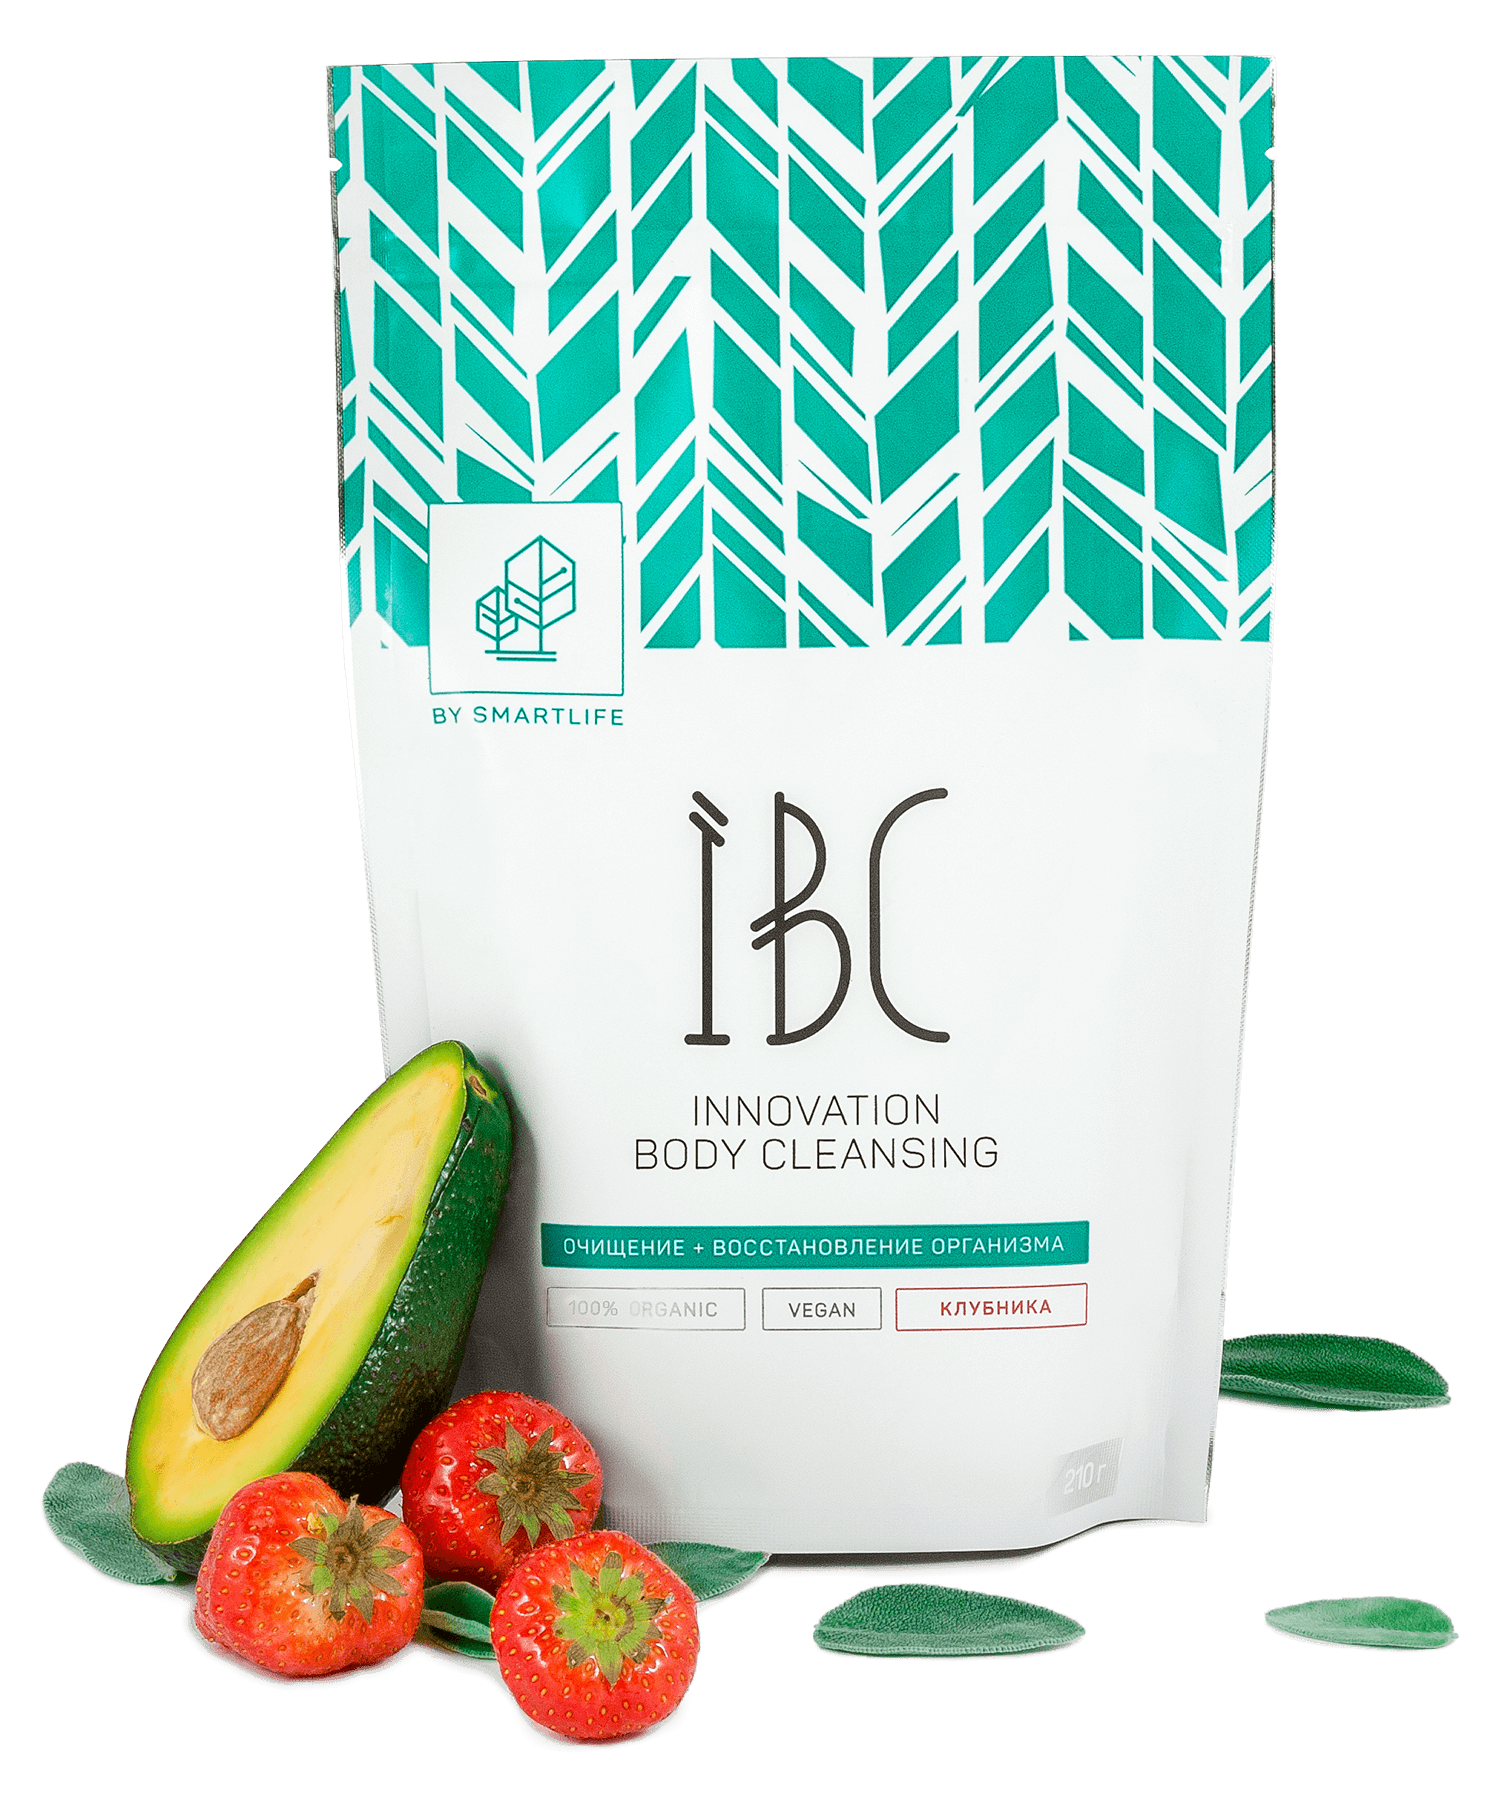 BY SMARTLIFE
IBC
INNOVATION
BODY CLEANSING
ОЧИЩЕНИЕ + ВОССТАНОВЛЕНИЕ ОРГАНИЗМА
100% ORGANIC VEGAN КЛУБНИКА
210 г